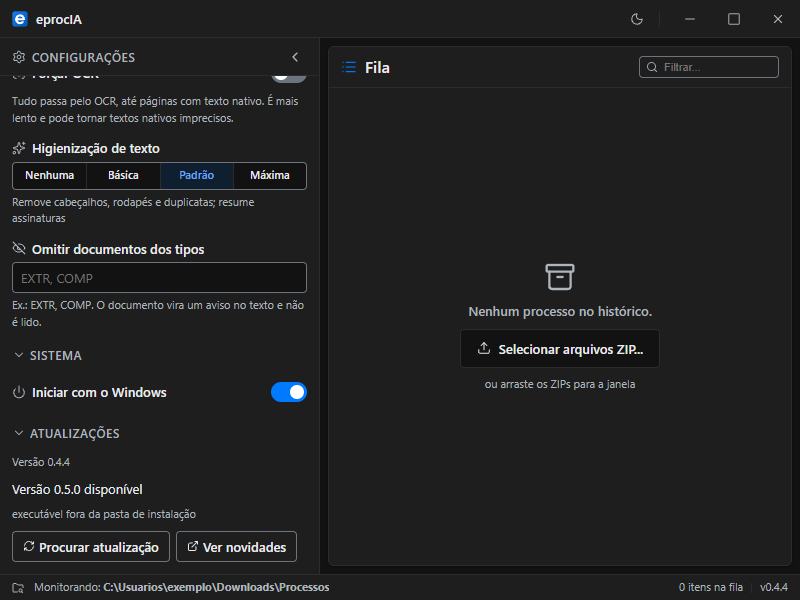 eprocIA
CONFIGURAÇÕES
Forçar OCR
Tudo passa pelo OCR, até páginas com texto nativo. É mais
lento e pode tornar textos nativos imprecisos.
Higienização de texto
Nenhuma Básica Padrão Máxima
Remove cabeçalhos, rodapés e duplicatas; resume
assinaturas
Omitir documentos dos tipos
EXTR, COMP
Ex.: EXTR, COMP. O documento vira um aviso no texto e não
é lido.
SISTEMA
Iniciar com o Windows
ATUALIZAÇÕES
Versão 0.4.4
Versão 0.5.0 disponível
executável fora da pasta de instalação
Procurar atualização Ver novidades
Fila
Filtrar...
Nenhum processo no histórico.
Selecionar arquivos ZIP...
ou arraste os ZIPs para a janela
Monitorando: C:\Usuarios\exemplo\Downloads\Processos
0 itens na fila v0.4.4